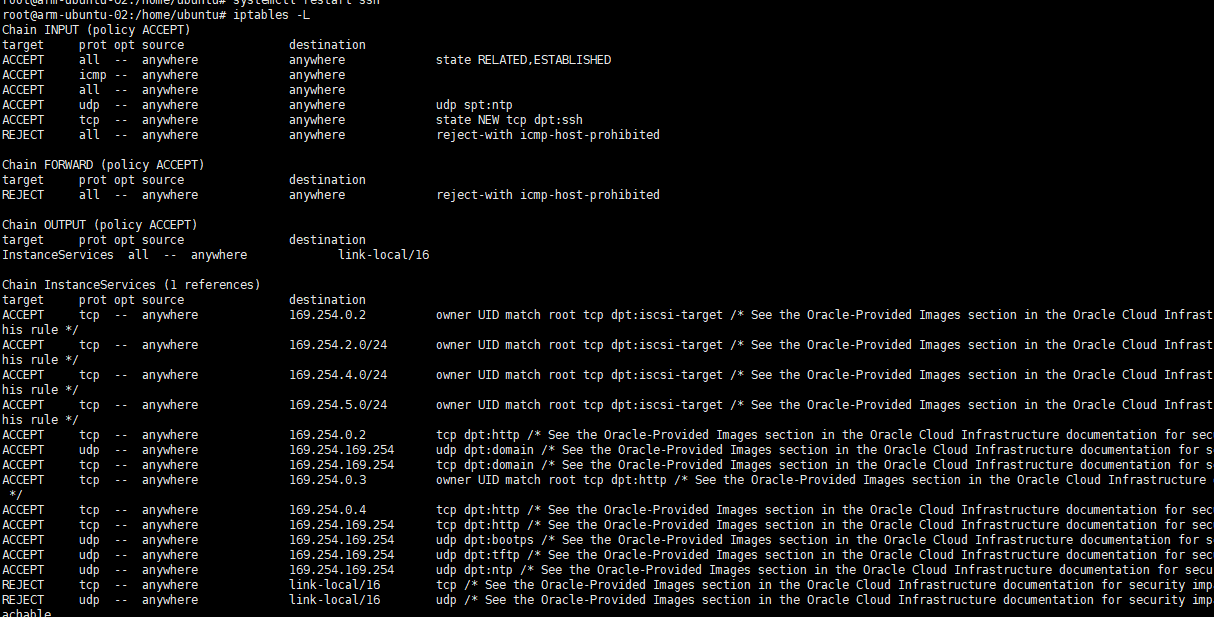 root@arm-ubuntu-02:/home/ubuntu# systemctl restart ssh
root@arm-ubuntu-02:/home/ubuntu# iptables -L
Chain INPUT (policy ACCEPT)
target     prot opt source               destination
ACCEPT     all  --  anywhere             anywhere             state RELATED,ESTABLISHED
ACCEPT     icmp --  anywhere             anywhere
ACCEPT     all  --  anywhere             anywhere
ACCEPT     udp  --  anywhere             anywhere             udp spt:ntp
ACCEPT     tcp  --  anywhere             anywhere             state NEW tcp dpt:ssh
REJECT     all  --  anywhere             anywhere             reject-with icmp-host-prohibited

Chain FORWARD (policy ACCEPT)
target     prot opt source               destination
REJECT     all  --  anywhere             anywhere             reject-with icmp-host-prohibited

Chain OUTPUT (policy ACCEPT)
target     prot opt source               destination
InstanceServices  all  --  anywhere             link-local/16

Chain InstanceServices (1 references)
target     prot opt source               destination
ACCEPT     tcp  --  anywhere             169.254.0.2          owner UID match root tcp dpt:iscsi-target /* See the Oracle-Provided Images section in the Oracle Cloud Infrast
his rule */
ACCEPT     tcp  --  anywhere             169.254.2.0/24       owner UID match root tcp dpt:iscsi-target /* See the Oracle-Provided Images section in the Oracle Cloud Infrast
his rule */
ACCEPT     tcp  --  anywhere             169.254.4.0/24       owner UID match root tcp dpt:iscsi-target /* See the Oracle-Provided Images section in the Oracle Cloud Infrast
his rule */
ACCEPT     tcp  --  anywhere             169.254.5.0/24       owner UID match root tcp dpt:iscsi-target /* See the Oracle-Provided Images section in the Oracle Cloud Infrast
his rule */
ACCEPT     tcp  --  anywhere             169.254.0.2          tcp dpt:http /* See the Oracle-Provided Images section in the Oracle Cloud Infrastructure documentation for sec
ACCEPT     udp  --  anywhere             169.254.169.254      udp dpt:domain /* See the Oracle-Provided Images section in the Oracle Cloud Infrastructure documentation for s
ACCEPT     tcp  --  anywhere             169.254.169.254      tcp dpt:domain /* See the Oracle-Provided Images section in the Oracle Cloud Infrastructure documentation for s
ACCEPT     tcp  --  anywhere             169.254.0.3          owner UID match root tcp dpt:http /* See the Oracle-Provided Images section in the Oracle Cloud Infrastructure
 */
ACCEPT     tcp  --  anywhere             169.254.0.4          tcp dpt:http /* See the Oracle-Provided Images section in the Oracle Cloud Infrastructure documentation for sec
ACCEPT     tcp  --  anywhere             169.254.169.254      tcp dpt:http /* See the Oracle-Provided Images section in the Oracle Cloud Infrastructure documentation for sec
ACCEPT     udp  --  anywhere             169.254.169.254      udp dpt:bootps /* See the Oracle-Provided Images section in the Oracle Cloud Infrastructure documentation for s
ACCEPT     udp  --  anywhere             169.254.169.254      udp dpt:tftp /* See the Oracle-Provided Images section in the Oracle Cloud Infrastructure documentation for sec
ACCEPT     udp  --  anywhere             169.254.169.254      udp dpt:ntp /* See the Oracle-Provided Images section in the Oracle Cloud Infrastructure documentation for secu
REJECT     tcp  --  anywhere             link-local/16        tcp /* See the Oracle-Provided Images section in the Oracle Cloud Infrastructure documentation for security imp
REJECT     udp  --  anywhere             link-local/16        udp /* See the Oracle-Provided Images section in the Oracle Cloud Infrastructure documentation for security imp
achable